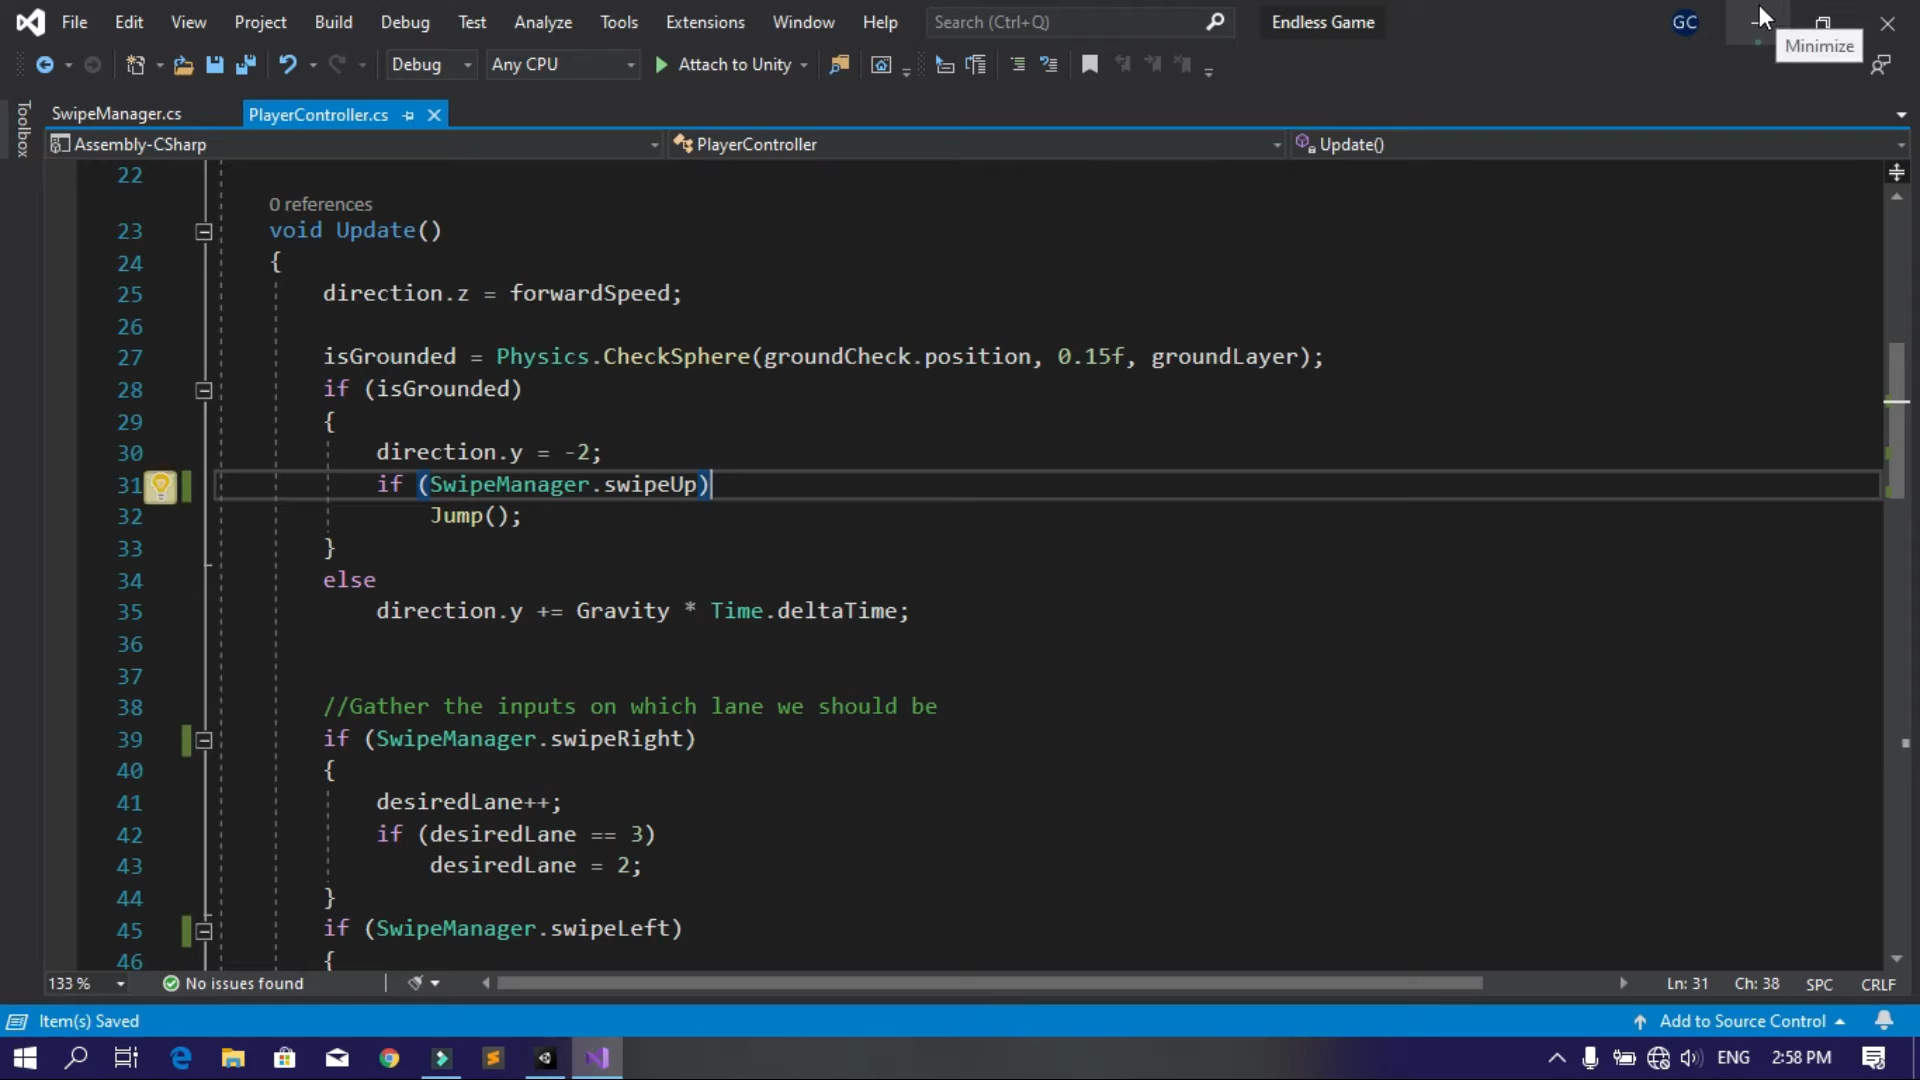 File Edit View Project Build Debug Test Analyze Tools Extensions Window Help Search (Ctrl+Q) Endless Game GC
Minimize
Debug Any CPU Attach to Unity
Toolbox
SwipeManager.cs PlayerController.cs
Assembly-CSharp PlayerController Update()
22
0 references
23 void Update()
24 {
25 direction.z = forwardSpeed;
26
27 isGrounded = Physics.CheckSphere(groundCheck.position, 0.15f, groundLayer);
28 if (isGrounded)
29 {
30 direction.y = -2;
31 if (SwipeManager.swipeUp)
32 Jump();
33 }
34 else
35 direction.y += Gravity * Time.deltaTime;
36
37
38 //Gather the inputs on which lane we should be
39 if (SwipeManager.swipeRight)
40 {
41 desiredLane++;
42 if (desiredLane == 3)
43 desiredLane = 2;
44 }
45 if (SwipeManager.swipeLeft)
46 {
133 % No issues found Ln: 31 Ch: 38 SPC CRLF
Item(s) Saved Add to Source Control
ENG 2:58 PM